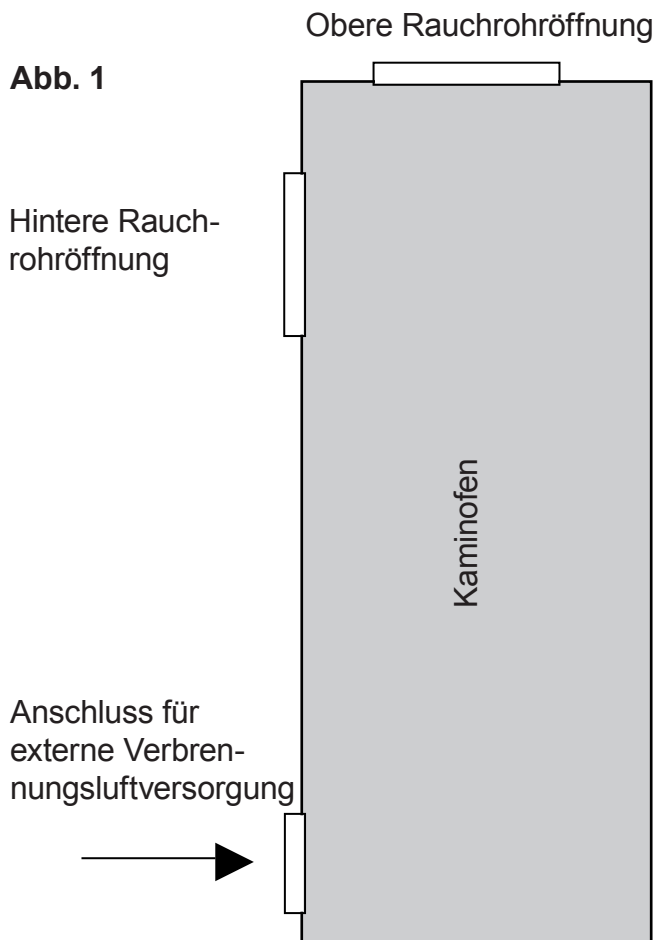 Obere Rauchrohröffnung
Abb. 1
Hintere Rauch-
rohröffnung
Kaminofen
Anschluss für
externe Verbren-
nungsluftversorgung